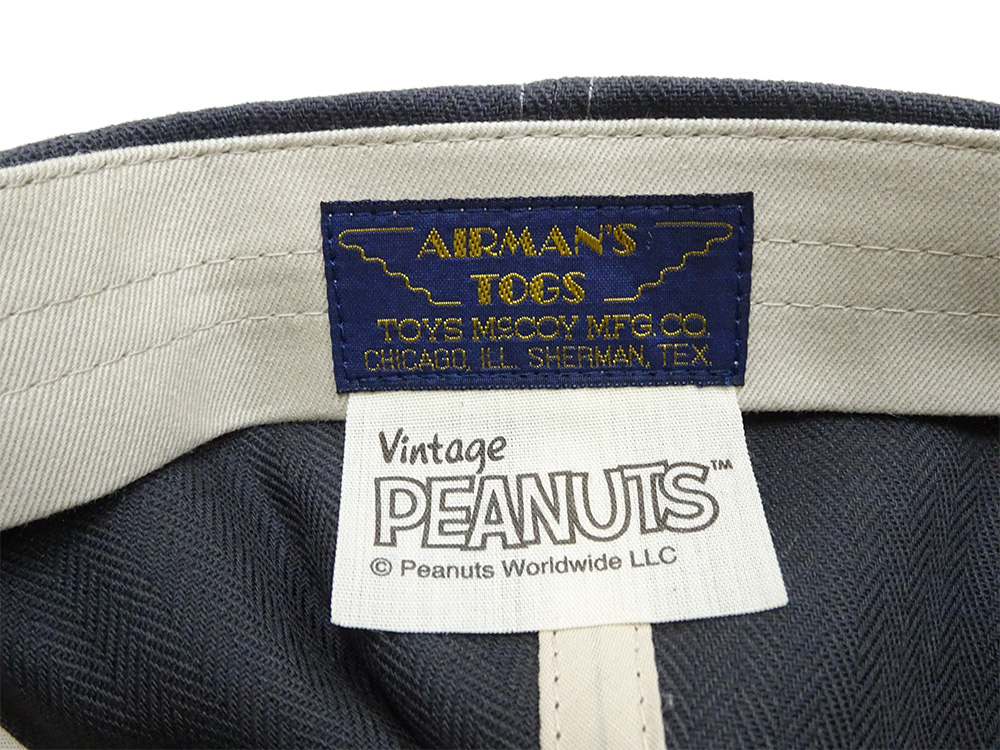 AIRMAN'S
TOGS
TOYS McCOY MFG. CO.
CHICAGO, ILL. SHERMAN, TEX.
Vintage
PEANUTS™
© Peanuts Worldwide LLC